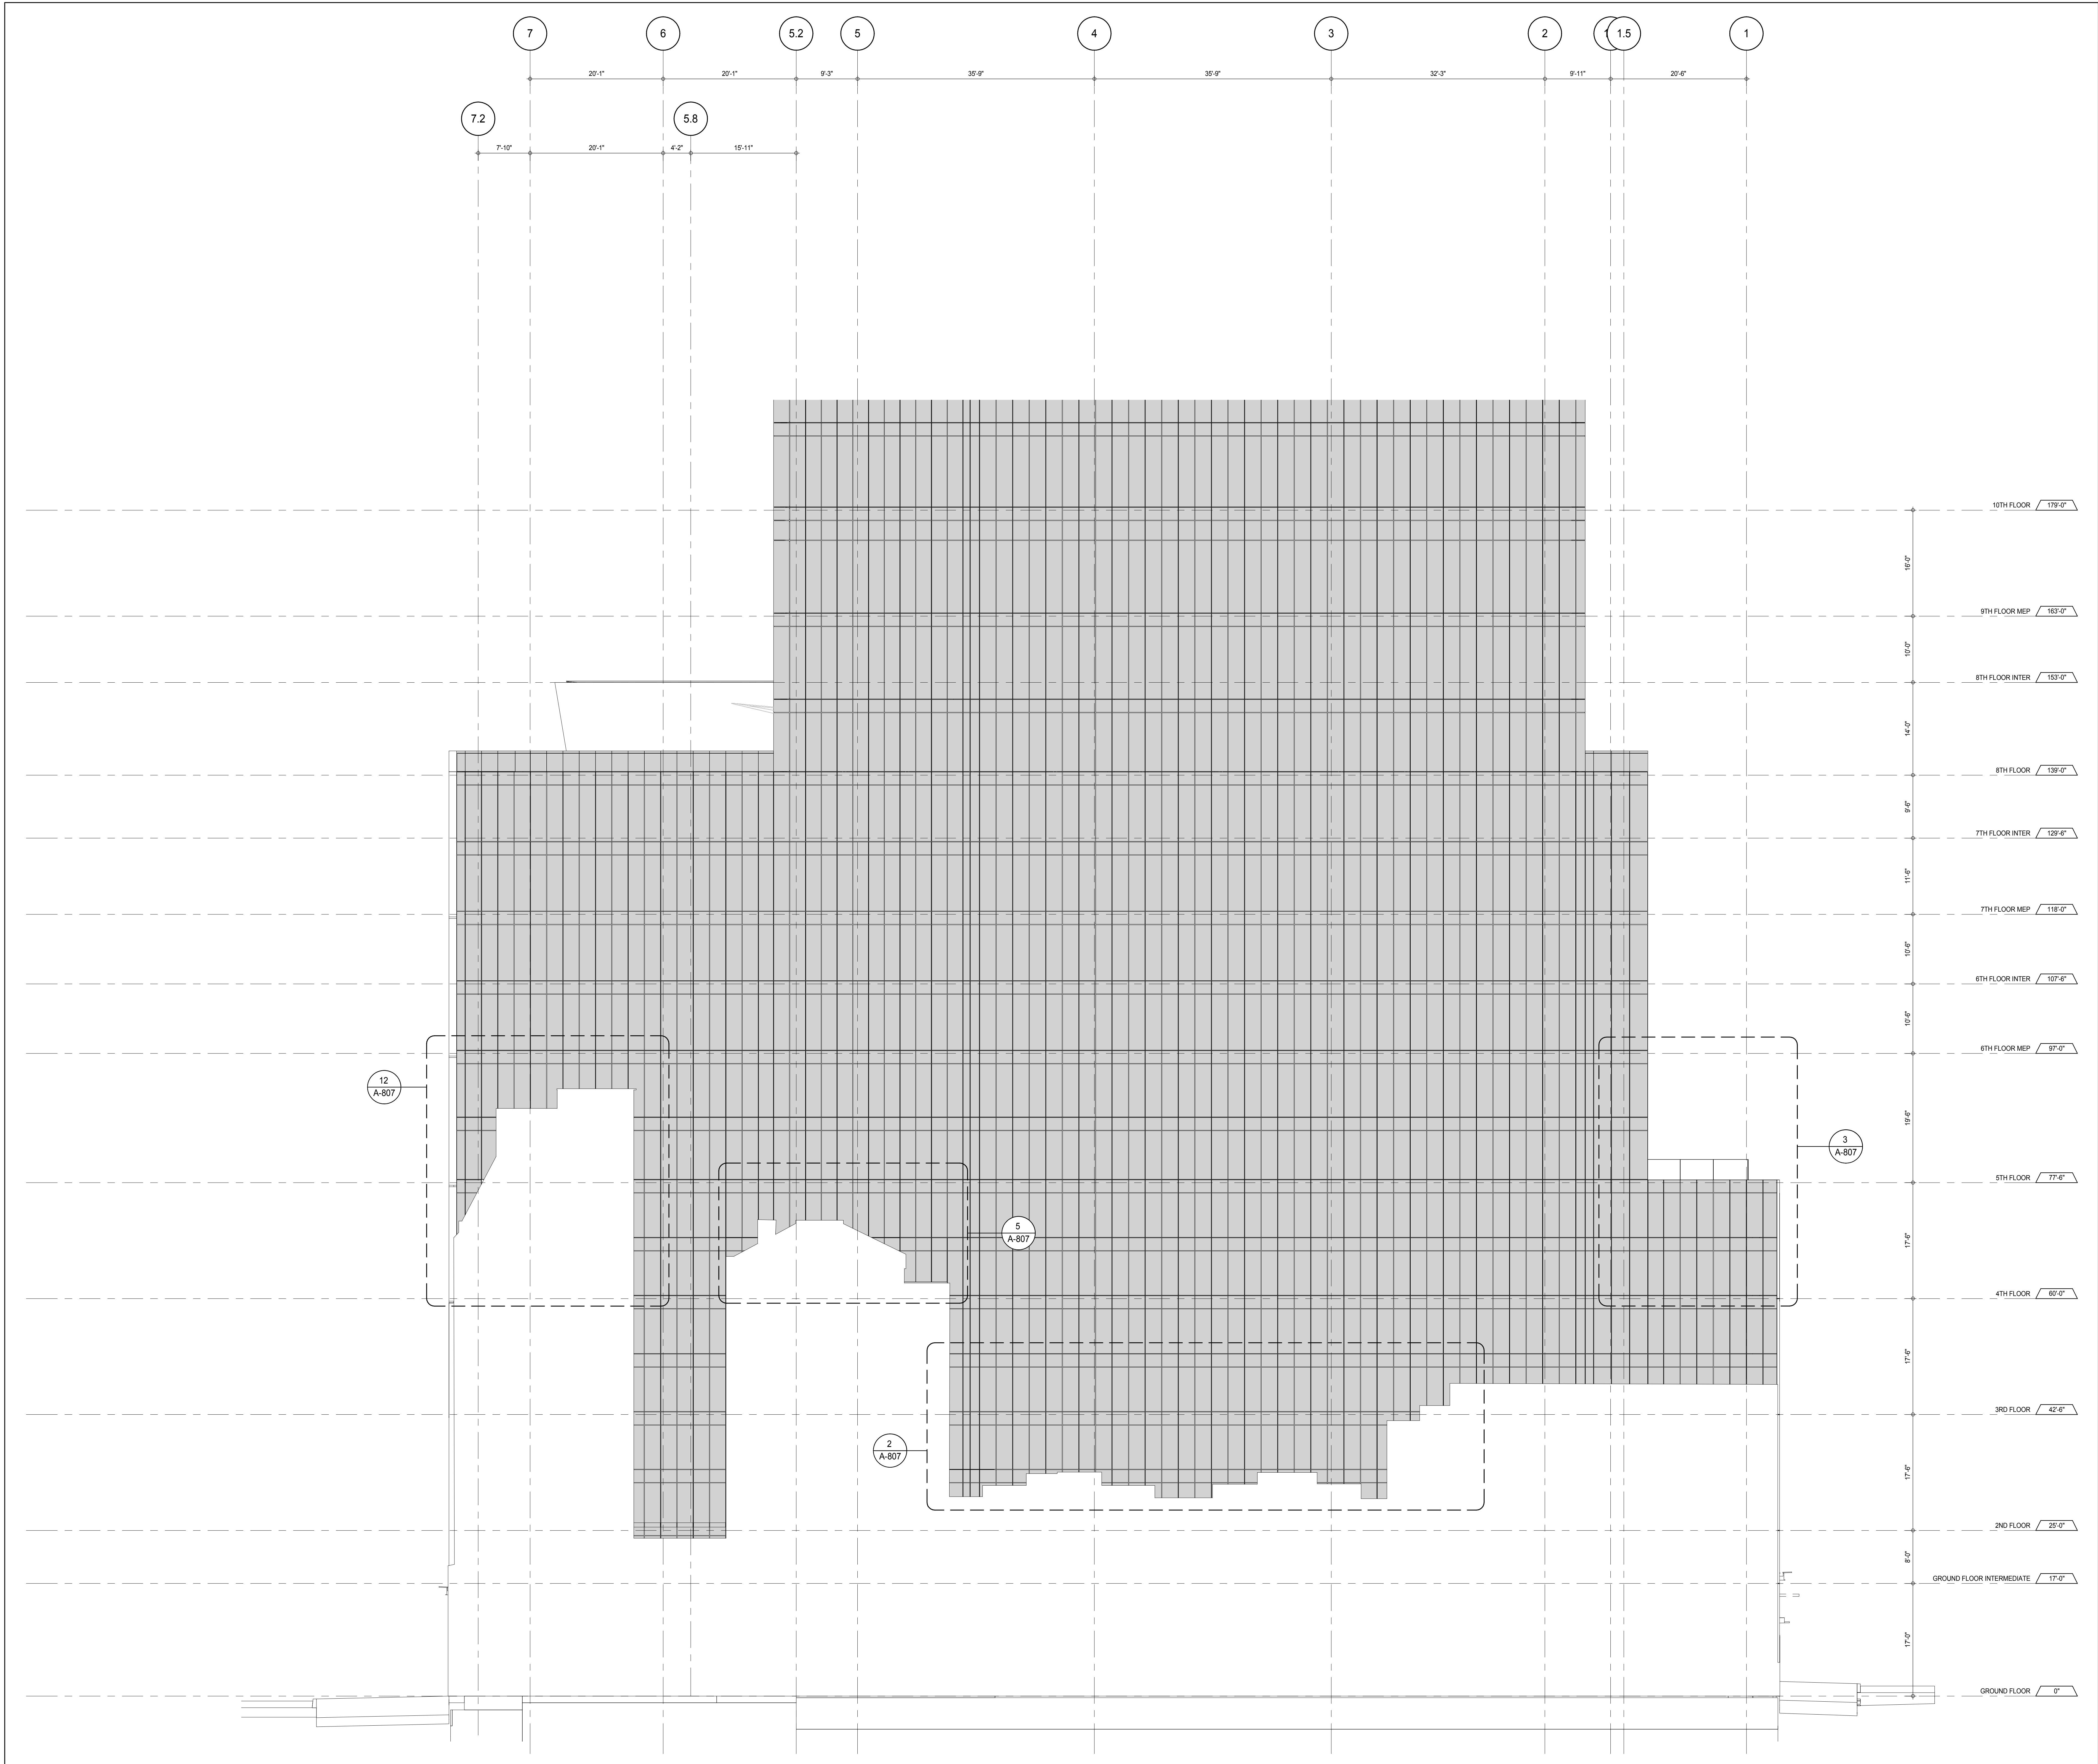 7
6
5.2
5
4
3
2
1.5
1
20'-1"
20'-1"
9'-3"
35'-9"
35'-9"
32'-3"
9'-11"
20'-6"
7.2
5.8
7'-10"
20'-1"
4'-2"
15'-11"
10TH FLOOR 179'-0"
16'-0"
9TH FLOOR MEP 163'-0"
10'-0"
8TH FLOOR INTER 153'-0"
14'-0"
8TH FLOOR 139'-0"
9'-6"
7TH FLOOR INTER 129'-6"
11'-6"
7TH FLOOR MEP 118'-0"
10'-6"
6TH FLOOR INTER 107'-6"
10'-6"
6TH FLOOR MEP 97'-0"
12
A-807
19'-6"
3
A-807
5TH FLOOR 77'-6"
5
A-807
17'-6"
4TH FLOOR 60'-0"
17'-6"
3RD FLOOR 42'-6"
2
A-807
17'-6"
2ND FLOOR 25'-0"
8'-0"
GROUND FLOOR INTERMEDIATE 17'-0"
17'-0"
GROUND FLOOR 0"